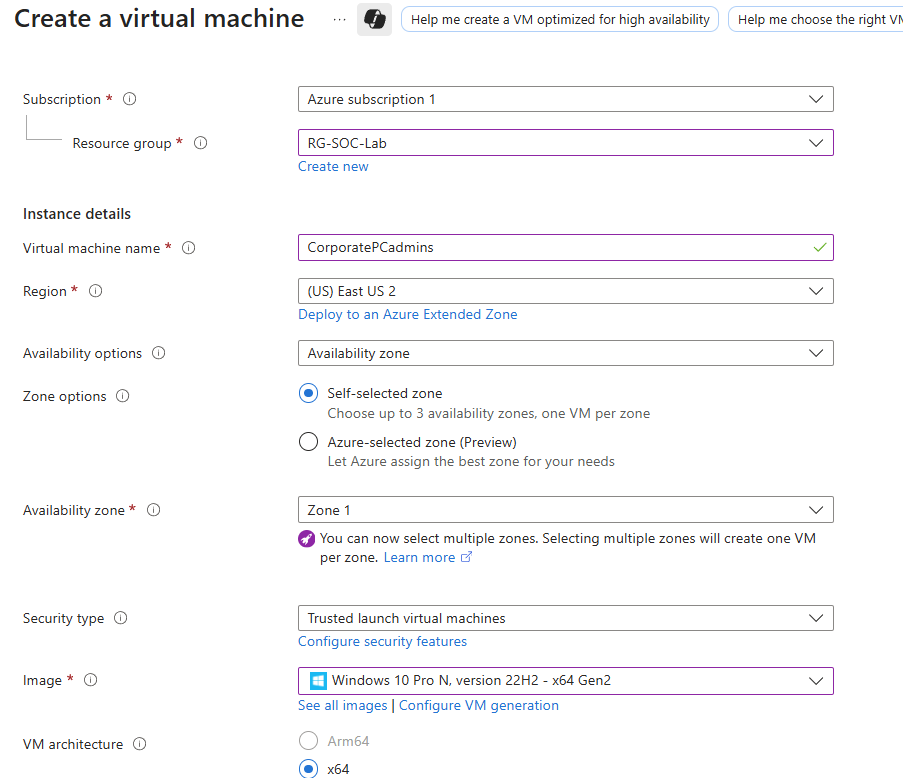 Create a virtual machine ...
Help me create a VM optimized for high availability
Help me choose the right VM
Subscription *
Azure subscription 1
Resource group *
RG-SOC-Lab
Create new
Instance details
Virtual machine name *
CorporatePCadmins
Region *
(US) East US 2
Deploy to an Azure Extended Zone
Availability options
Availability zone
Zone options
Self-selected zone
Choose up to 3 availability zones, one VM per zone
Azure-selected zone (Preview)
Let Azure assign the best zone for your needs
Availability zone *
Zone 1
You can now select multiple zones. Selecting multiple zones will create one VM
per zone. Learn more
Security type
Trusted launch virtual machines
Configure security features
Image *
Windows 10 Pro N, version 22H2 - x64 Gen2
See all images | Configure VM generation
VM architecture
Arm64
x64